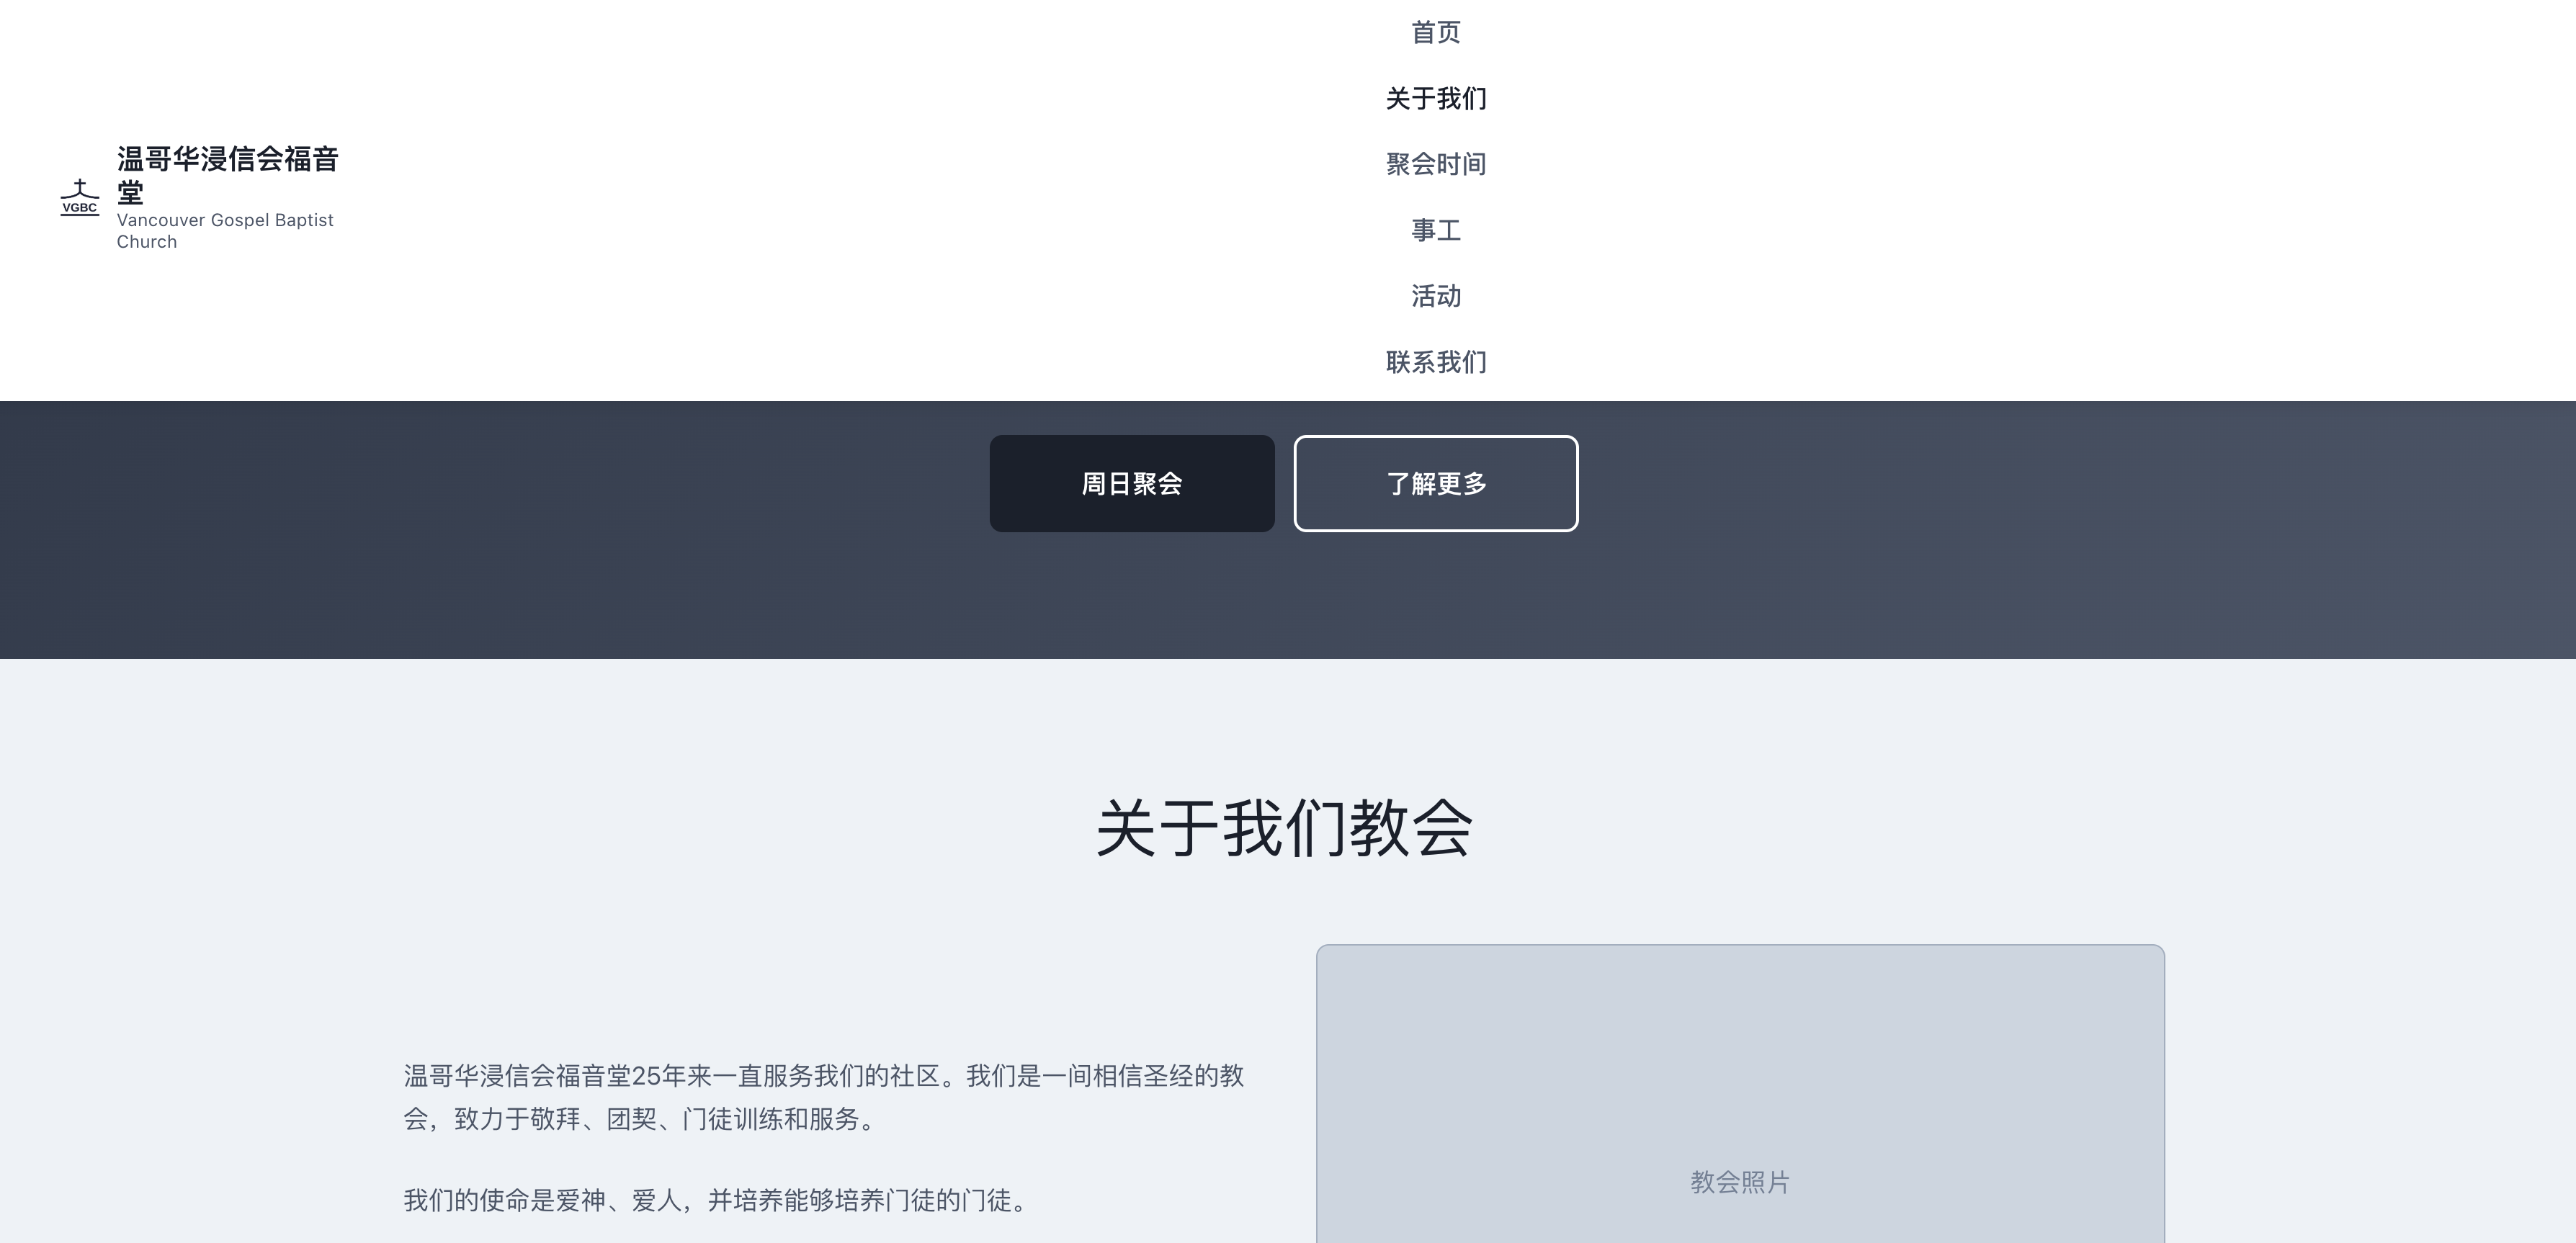 首页
关于我们
聚会时间
事工
活动
联系我们
VGBC
温哥华浸信会福音
堂
Vancouver Gospel Baptist
Church
周日聚会
了解更多
关于我们教会
温哥华浸信会福音堂25年来一直服务我们的社区。我们是一间相信圣经的教
会，致力于敬拜、团契、门徒训练和服务。
我们的使命是爱神、爱人，并培养能够培养门徒的门徒。
教会照片